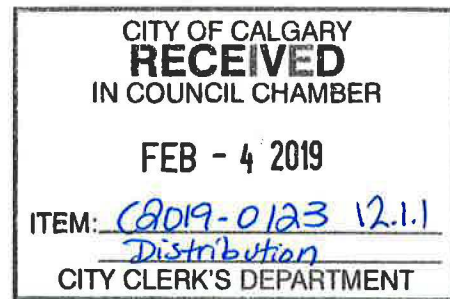 CITY OF CALGARY
RECEIVED
IN COUNCIL CHAMBER
FEB - 4 2019
ITEM: C2019-0123 12.1.1
Distribution
CITY CLERK'S DEPARTMENT